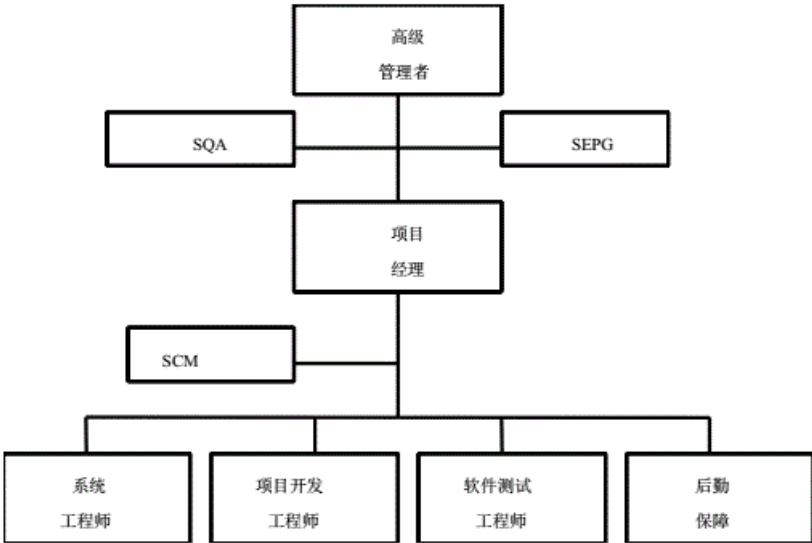 高级
管理者
SQA
SEPG
项目
经理
SCM
系统
工程师
项目开发
工程师
软件测试
工程师
后勤
保障